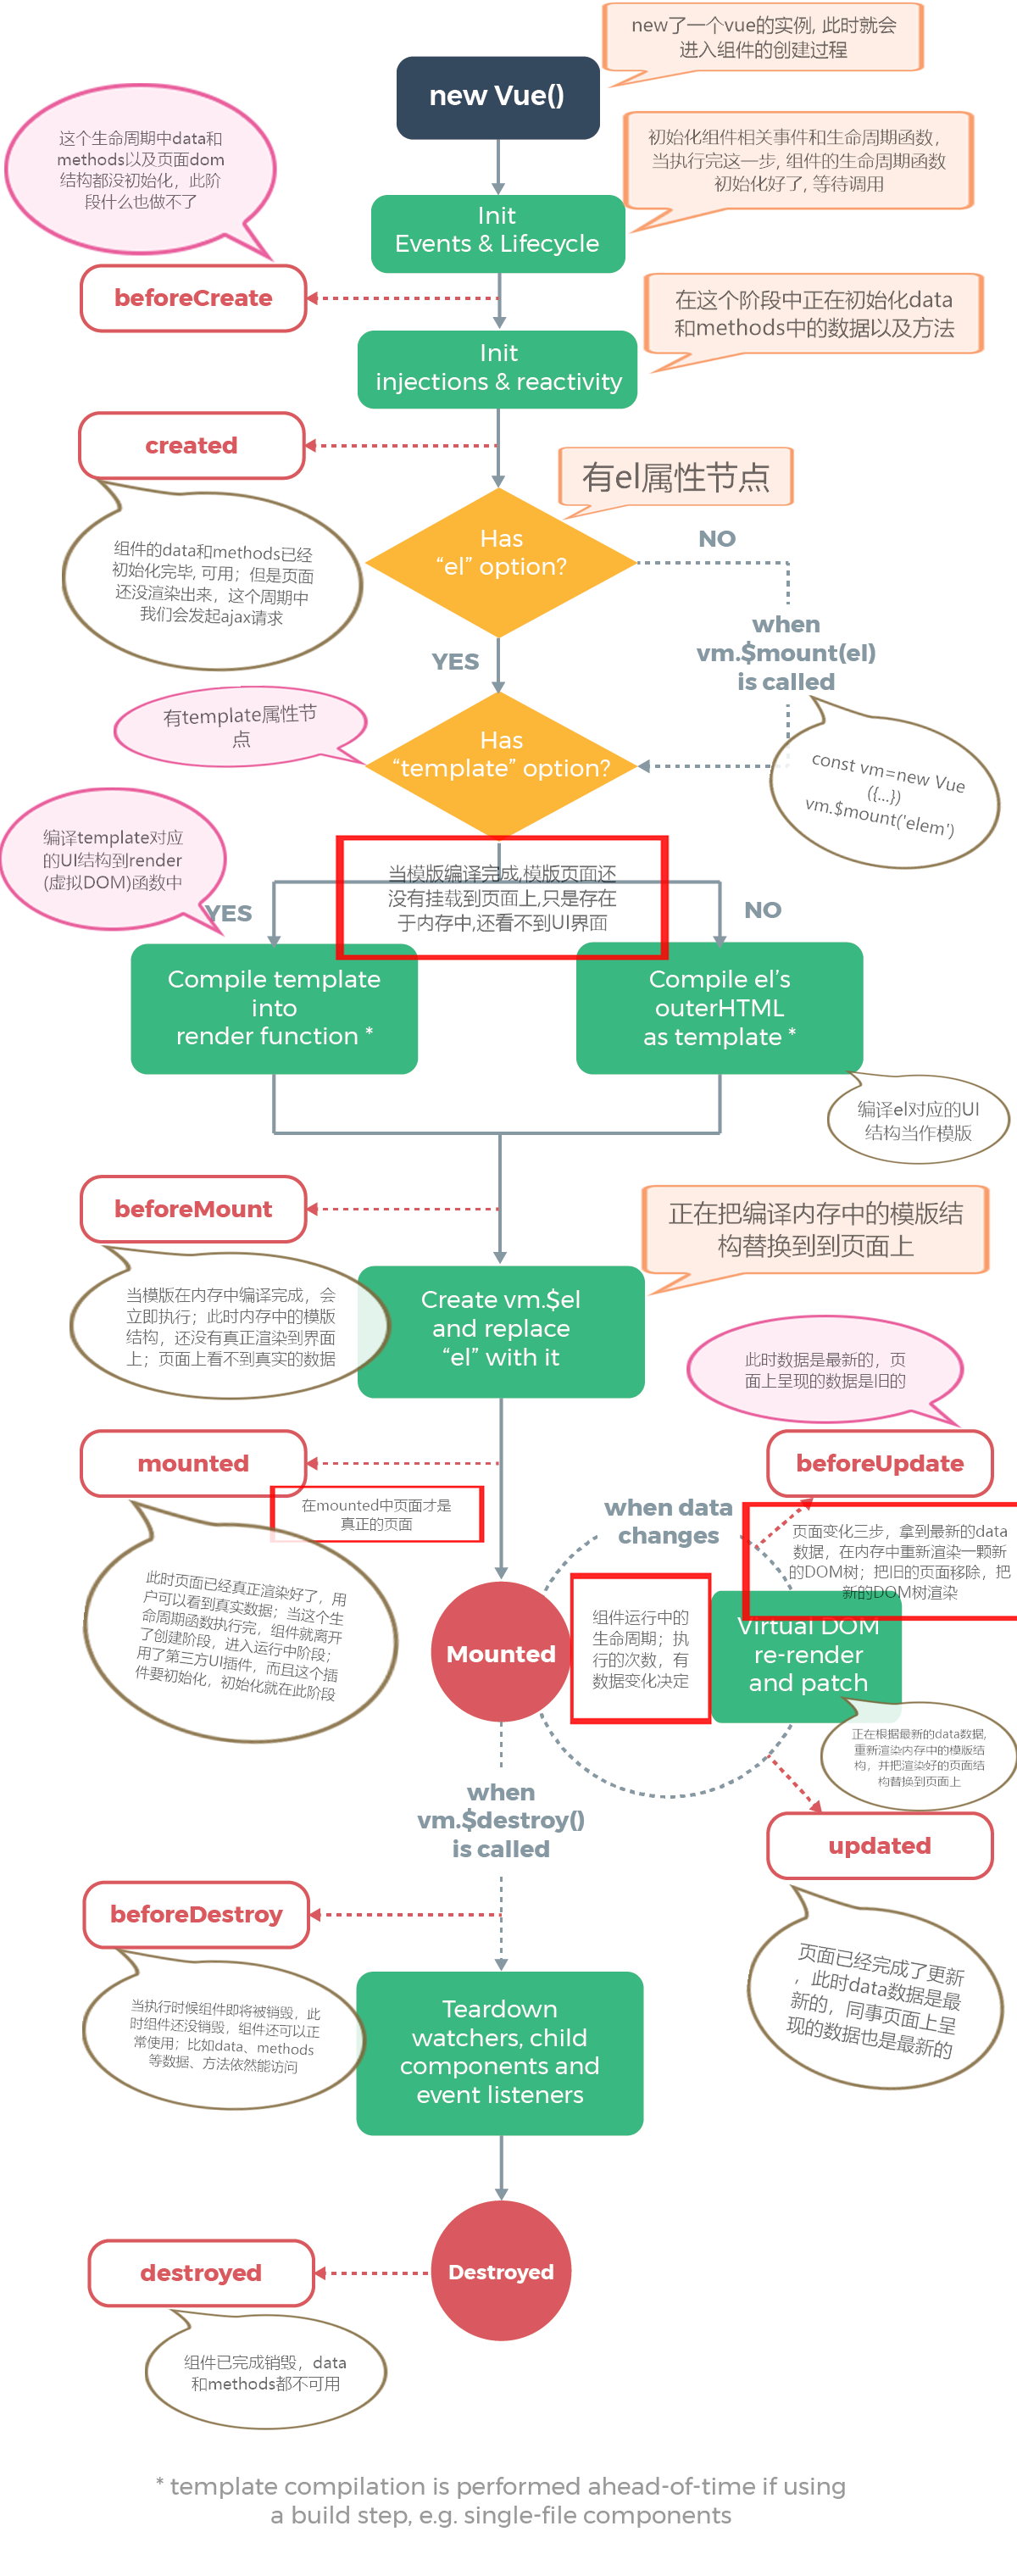 new了一个vue的实例, 此时就会
进入组件的创建过程
new Vue()
这个生命周期中data和
methods以及页面dom
结构都没初始化，此阶
段什么也做不了
初始化组件相关事件和生命周期函数，
当执行完这一步, 组件的生命周期函数
初始化好了, 等待调用
Init
Events & Lifecycle
beforeCreate
在这个阶段中正在初始化data
和methods中的数据以及方法
Init
injections & reactivity
created
有el属性节点
组件的data和methods已经
初始化完毕, 可用；但是页面
还没渲染出来，这个周期中
我们会发起ajax请求
Has
“el” option?
NO
when
vm.$mount(el)
is called
YES
有template属性节
点
Has
“template” option?
const vm=new Vue
({...})
vm.$mount('elem')
编译template对应
的UI结构到render
(虚拟DOM)函数中
当模版编译完成,模版页面还
没有挂载到页面上,只是存在
于内存中,还看不到UI界面
YES
NO
Compile template
into
render function *
Compile el’s
outerHTML
as template *
编译el对应的UI
结构当作模版
beforeMount
正在把编译内存中的模版结
构替换到到页面上
当模版在内存中编译完成，会
立即执行；此时内存中的模版
结构，还没有真正渲染到界面
上；页面上看不到真实的数据
Create vm.$el
and replace
“el” with it
此时数据是最新的，页
面上呈现的数据是旧的
mounted
beforeUpdate
在mounted中页面才是
真正的页面
when data
changes
页面变化三步，拿到最新的data
数据，在内存中重新渲染一颗新
的DOM树；把旧的页面移除，把
新的DOM树渲染
此时页面已经真正渲染好了，用
户可以看到真实数据；当这个生
命周期函数执行完，组件就离开
了创建阶段，进入运行中阶段；
用了第三方UI插件，而且这个插
件要初始化，初始化就在此阶段
Mounted
组件运行中的
生命周期；执
行的次数，有
数据变化决定
Virtual DOM
re-render
and patch
正在根据最新的data数据,
重新渲染内存中的模版结
构，并把渲染好的页面结
构替换到页面上
when
vm.$destroy()
is called
updated
beforeDestroy
页面已经完成了更新
，此时data数据是最
新的，同事页面上呈
现的数据也是最新的
当执行时候组件即将被销毁，此
时组件还没销毁，组件还可以正
常使用；比如data、methods
等数据、方法依然能访问
Teardown
watchers, child
components and
event listeners
destroyed
Destroyed
组件已完成销毁，data
和methods都不可用
* template compilation is performed ahead-of-time if using
a build step, e.g. single-file components